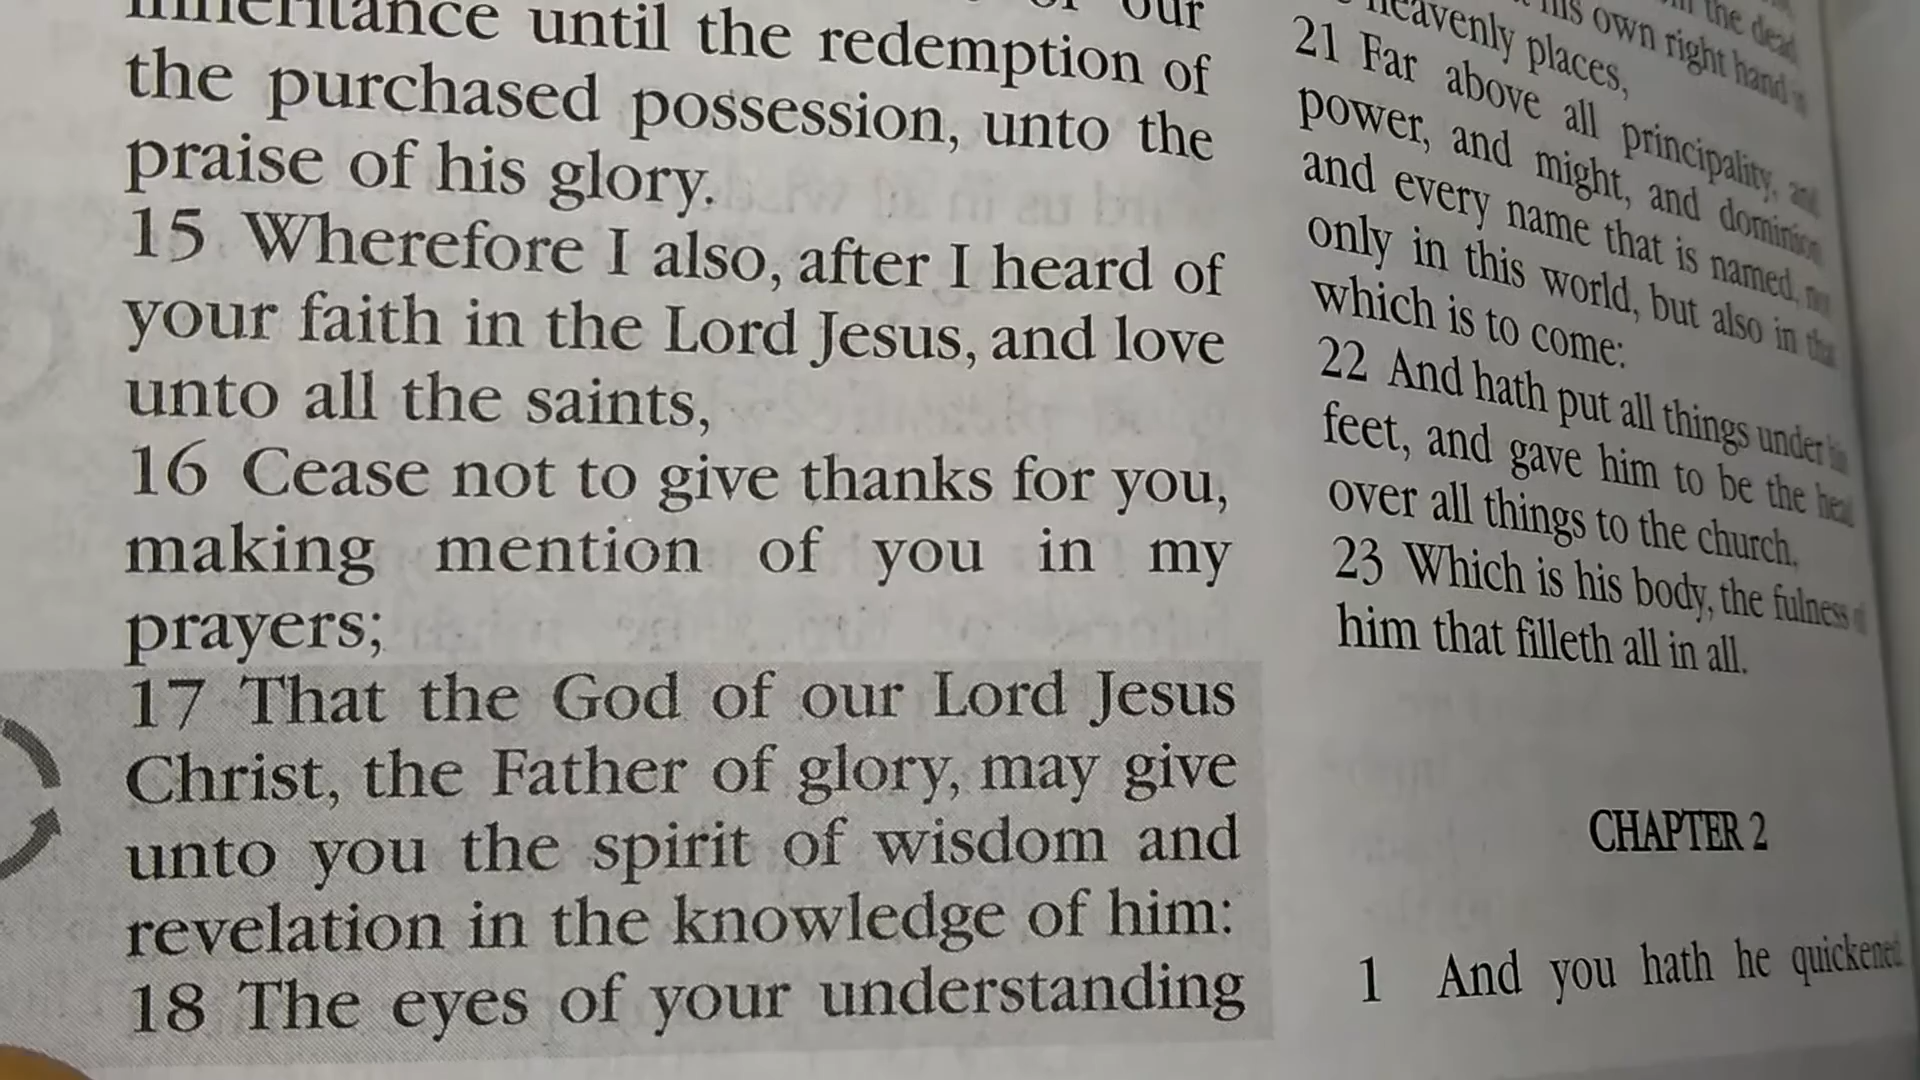 inheritance until the redemption of
the purchased possession, unto the
praise of his glory.
15 Wherefore I also, after I heard of
your faith in the Lord Jesus, and love
unto all the saints,
16 Cease not to give thanks for you,
making mention of you in my
prayers;
17 That the God of our Lord Jesus
Christ, the Father of glory, may give
unto you the spirit of wisdom and
revelation in the knowledge of him:
18 The eyes of your understanding
the dead,
his own right hand
heavenly places,
21 Far above all principality, and
power, and might, and dominion
and every name that is named, not
only in this world, but also in that
which is to come:
22 And hath put all things under his
feet, and gave him to be the head
over all things to the church,
23 Which is his body, the fulness of
him that filleth all in all.
CHAPTER 2
1 And you hath he quickened